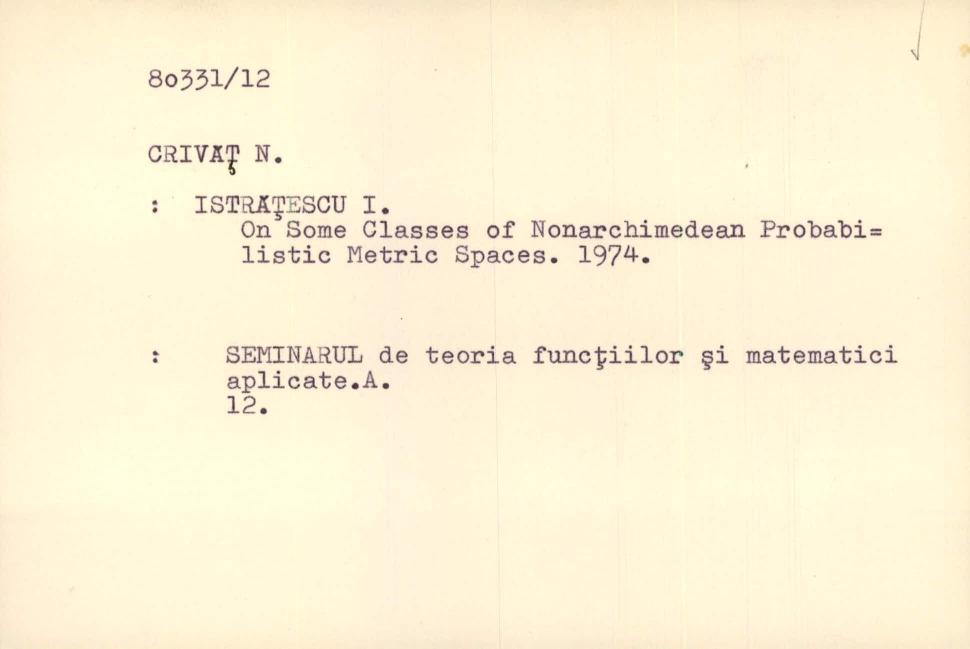 80331/12
CRIVAŢ N.
: ISTRAŢESCU I.
On Some Classes of Nonarchimedean Probabi=
listic Metric Spaces. 1974.
: SEMINARUL de teoria funcţiilor şi matematici
aplicate.A.
12.